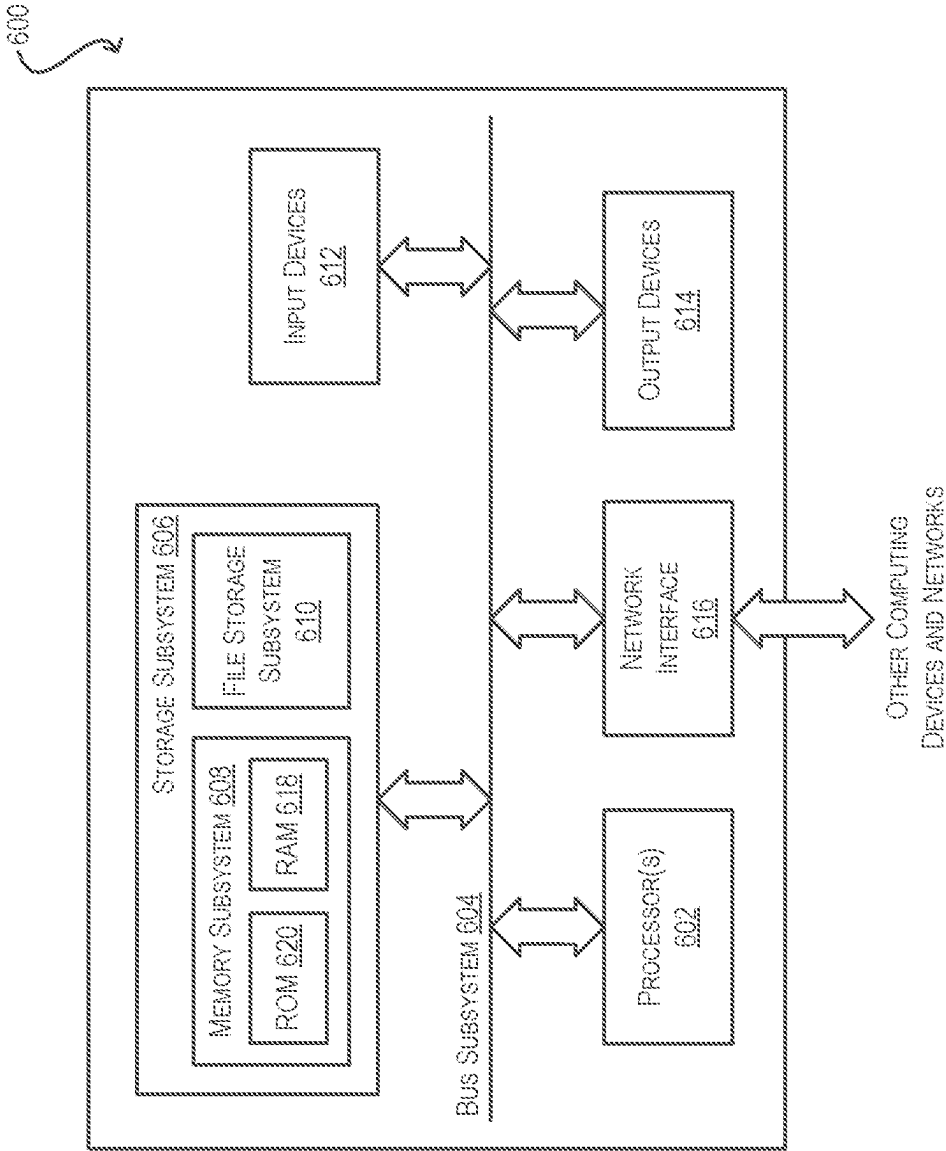 600
STORAGE SUBSYSTEM 606
MEMORY SUBSYSTEM 608
ROM 620
RAM 618
FILE STORAGE
SUBSYSTEM
610
INPUT DEVICES
612
BUS SUBSYSTEM 604
PROCESSOR(S)
602
NETWORK
INTERFACE
616
OUTPUT DEVICES
614
OTHER COMPUTING
DEVICES AND NETWORKS